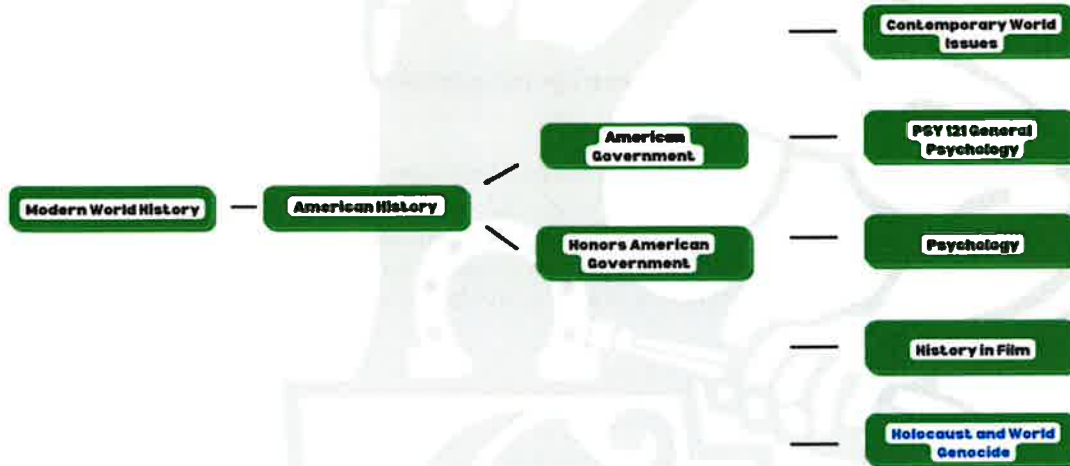 Contemporary World
Issues
American
Government
PSY 121 General
Psychology
Modern World History
American History
Honors American
Government
Psychology
History in Film
Holocaust and World
Genocide